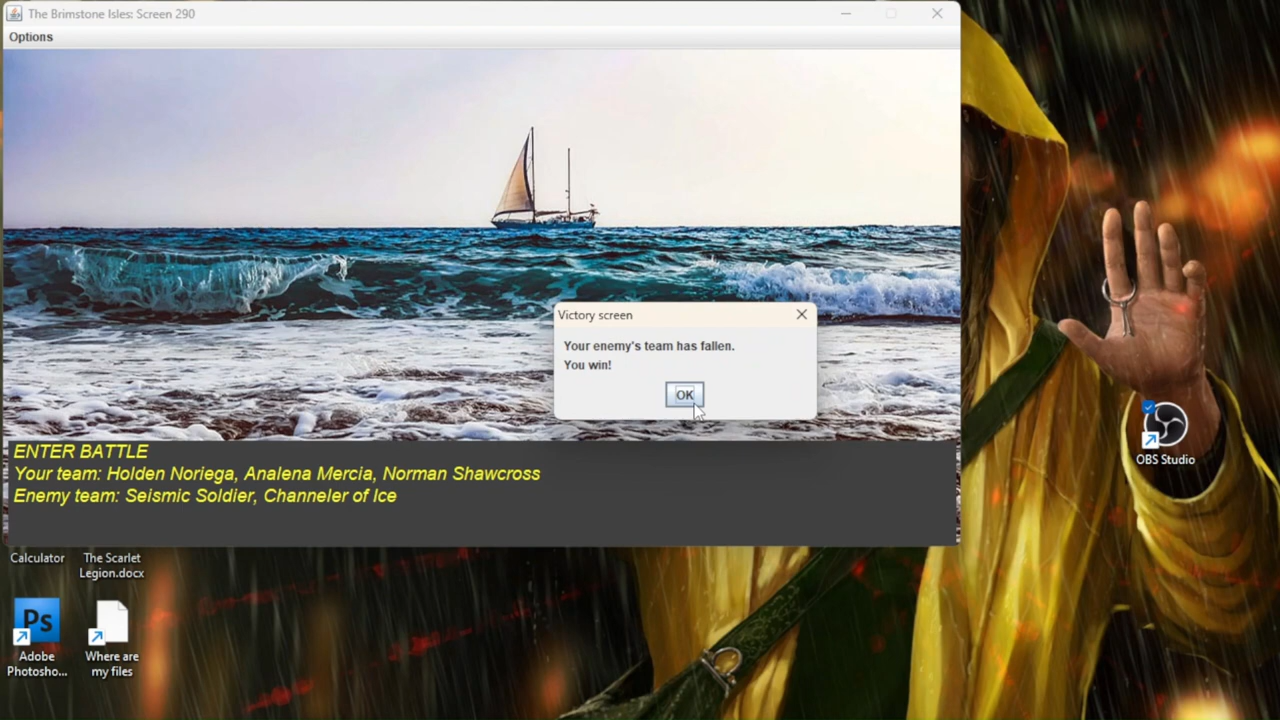 The Brimstone Isles: Screen 290
Options
Victory screen
Your enemy's team has fallen.
You win!
OK
ENTER BATTLE
Your team: Holden Noriega, Analena Mercia, Norman Shawcross
Enemy team: Seismic Soldier, Channeler of Ice
OBS Studio
Calculator
The Scarlet
Legion.docx
Ps
Adobe
Photosho...
Where are
my files